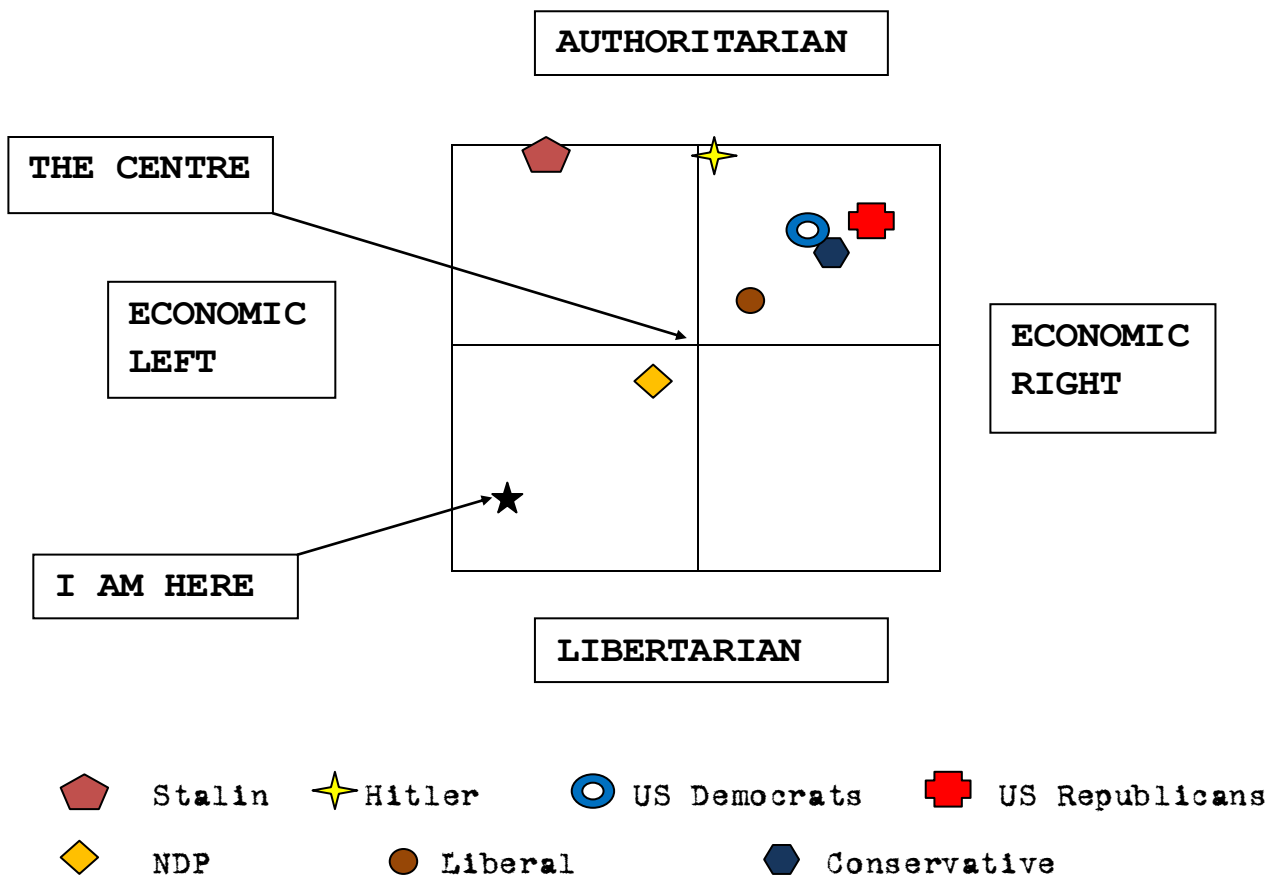 AUTHORITARIAN
THE CENTRE
ECONOMIC
LEFT
ECONOMIC
RIGHT
I AM HERE
LIBERTARIAN
Stalin
Hitler
US Democrats
US Republicans
NDP
Liberal
Conservative